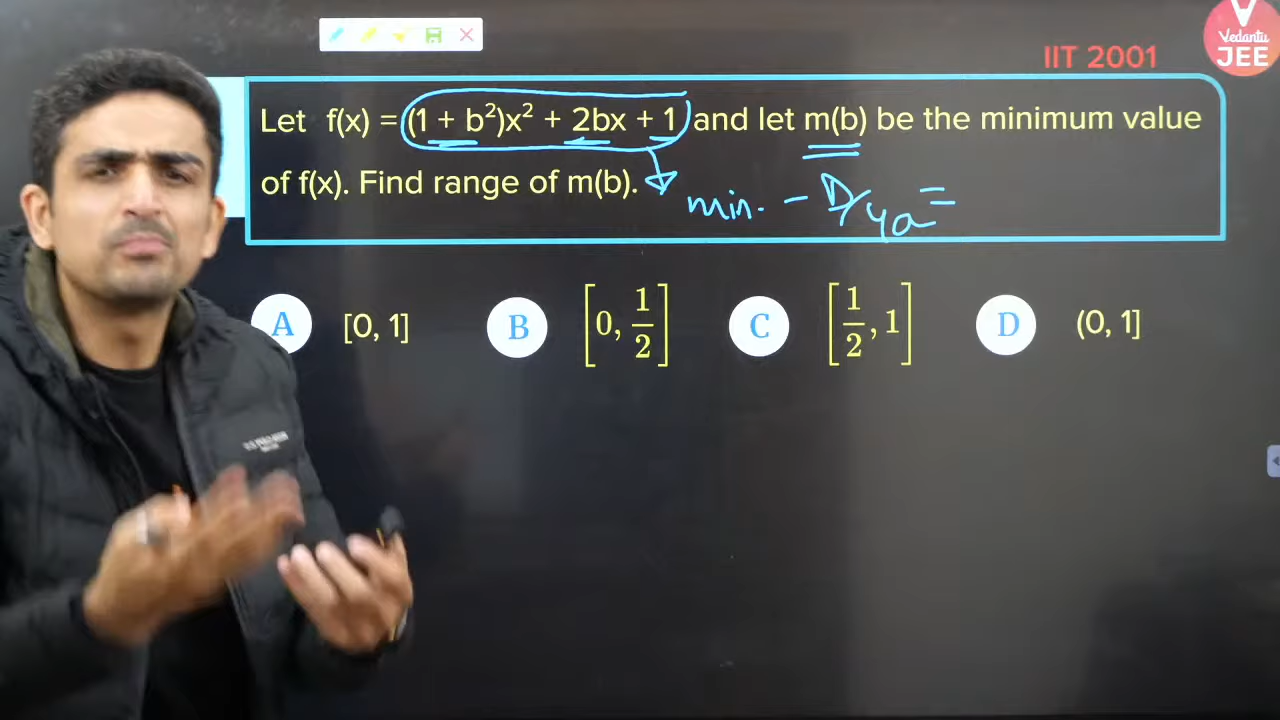 Vedantu
JEE
IIT 2001
Let f(x) = (1 + b²)x² + 2bx + 1 and let m(b) be the minimum value
of f(x). Find range of m(b).
min. - D/4a =
A [0, 1] B [0, 1/2] C [1/2, 1] D (0, 1]